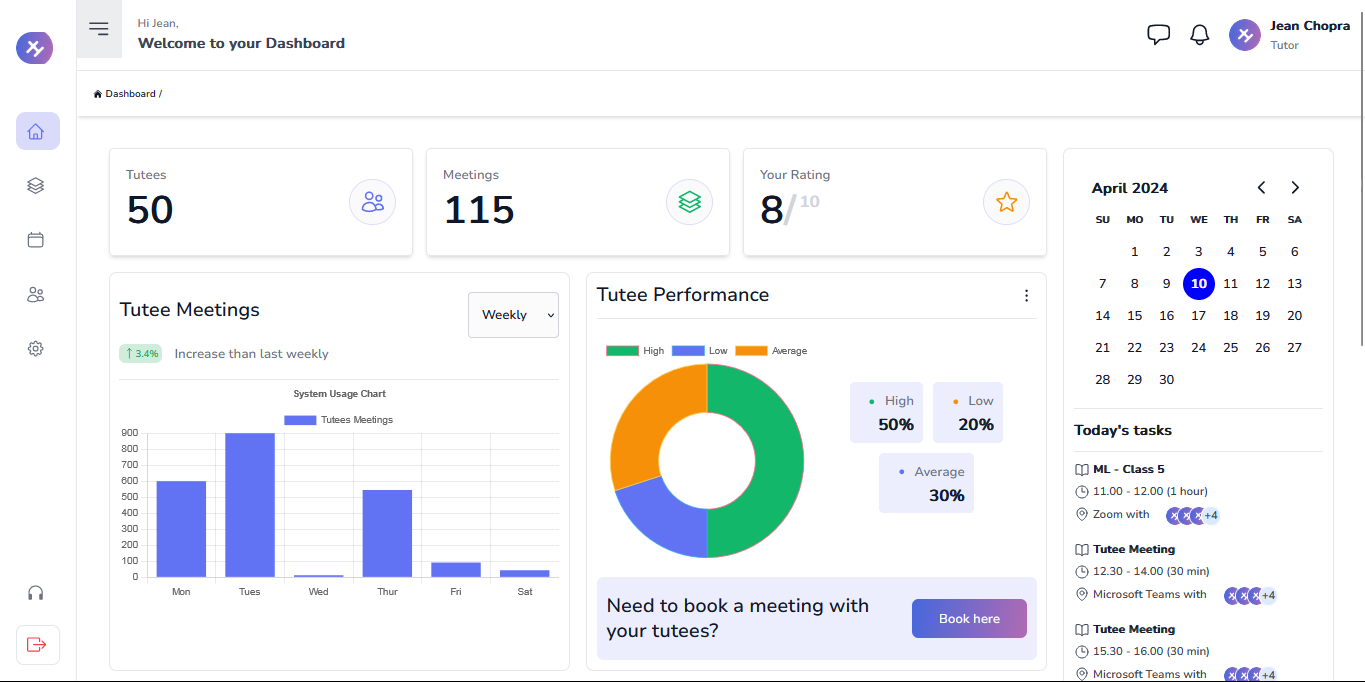 Hi Jean,
Welcome to your Dashboard
Jean Chopra
Tutor
Dashboard /
Tutees
50
Meetings
115
Your Rating
8/10
Tutee Meetings
Weekly
↑ 3.4% Increase than last weekly
System Usage Chart
Tutees Meetings
900
800
700
600
500
400
300
200
100
0
Mon Tues Wed Thur Fri Sat
Tutee Performance
High Low Average
High
50%
Low
20%
Average
30%
Need to book a meeting with
your tutees?
Book here
April 2024
SU MO TU WE TH FR SA
1 2 3 4 5 6
7 8 9 10 11 12 13
14 15 16 17 18 19 20
21 22 23 24 25 26 27
28 29 30
Today's tasks
ML - Class 5
11.00 - 12.00 (1 hour)
Zoom with +4
Tutee Meeting
12.30 - 14.00 (30 min)
Microsoft Teams with +4
Tutee Meeting
15.30 - 16.00 (30 min)
Microsoft Teams with +4